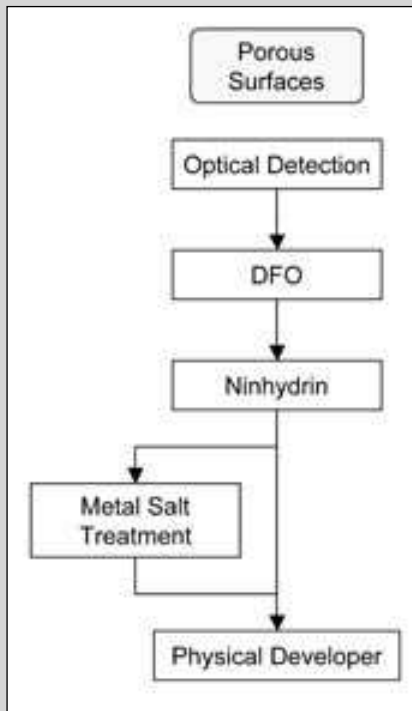 Porous
Surfaces
Optical Detection
DFO
Ninhydrin
Metal Salt
Treatment
Physical Developer